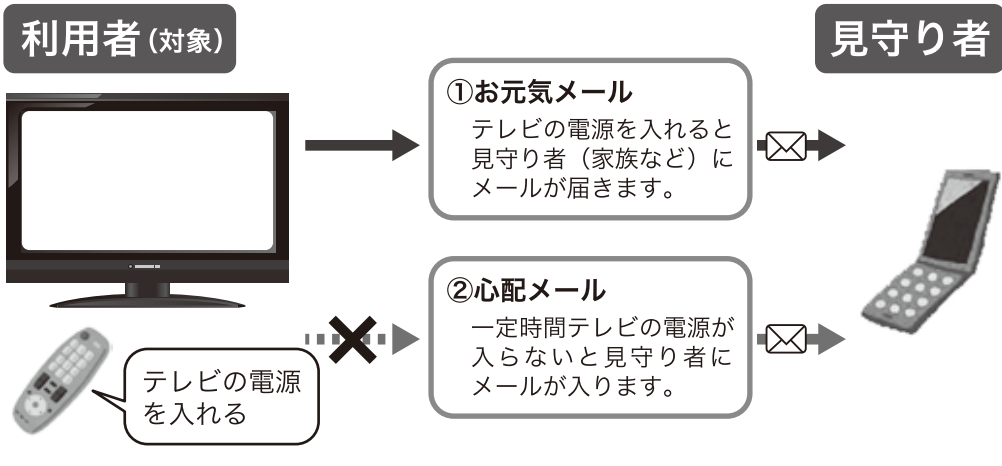 利用者(対象)
見守り者
①お元気メール
テレビの電源を入れると
見守り者(家族など)に
メールが届きます。
②心配メール
一定時間テレビの電源が
入らないと見守り者に
メールが入ります。
テレビの電源
を入れる